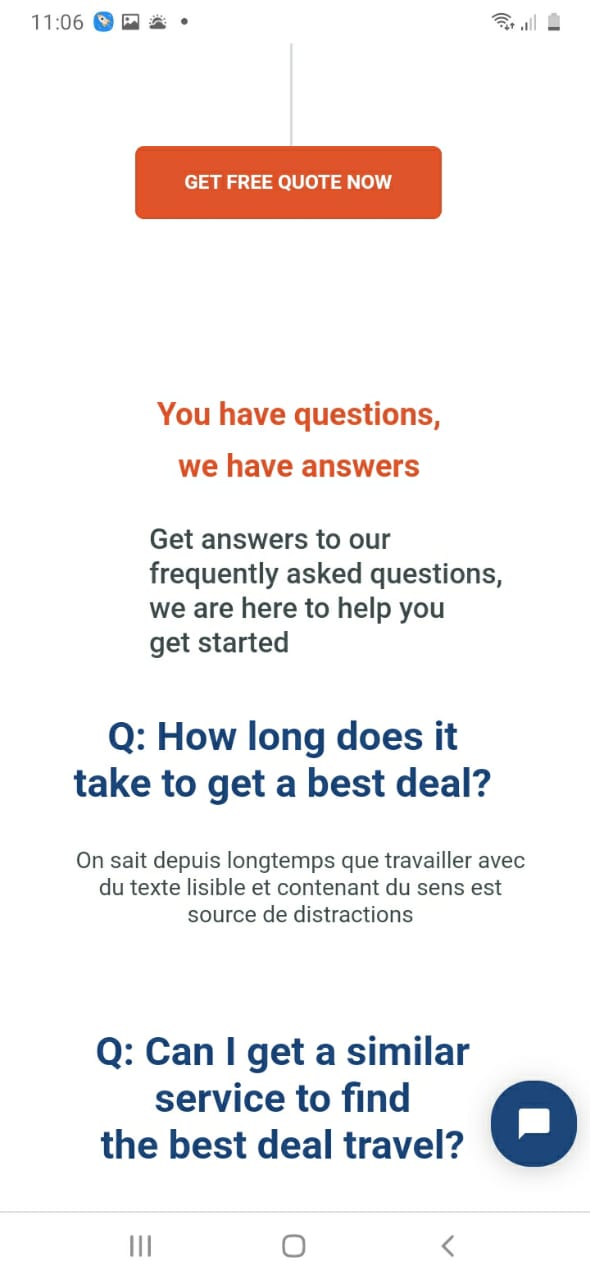 11:06
GET FREE QUOTE NOW
You have questions,
we have answers
Get answers to our
frequently asked questions,
we are here to help you
get started
Q: How long does it
take to get a best deal?
On sait depuis longtemps que travailler avec
du texte lisible et contenant du sens est
source de distractions
Q: Can I get a similar
service to find
the best deal travel?